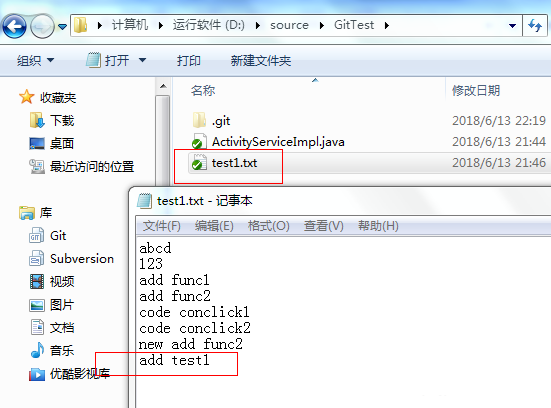 计算机 ▸ 运行软件 (D:) ▸ source ▸ GitTest ▸
组织 打开 打印 新建文件夹
收藏夹
下载
桌面
最近访问的位置
库
Git
Subversion
视频
图片
文档
音乐
优酷影视库
名称 修改日期
.git 2018/6/13 22:19
ActivityServiceImpl.java 2018/6/13 21:44
test1.txt 2018/6/13 21:46
test1.txt - 记事本
文件(F) 编辑(E) 格式(O) 查看(V) 帮助(H)
abcd
123
add func1
add func2
code conclick1
code conclick2
new add func2
add test1